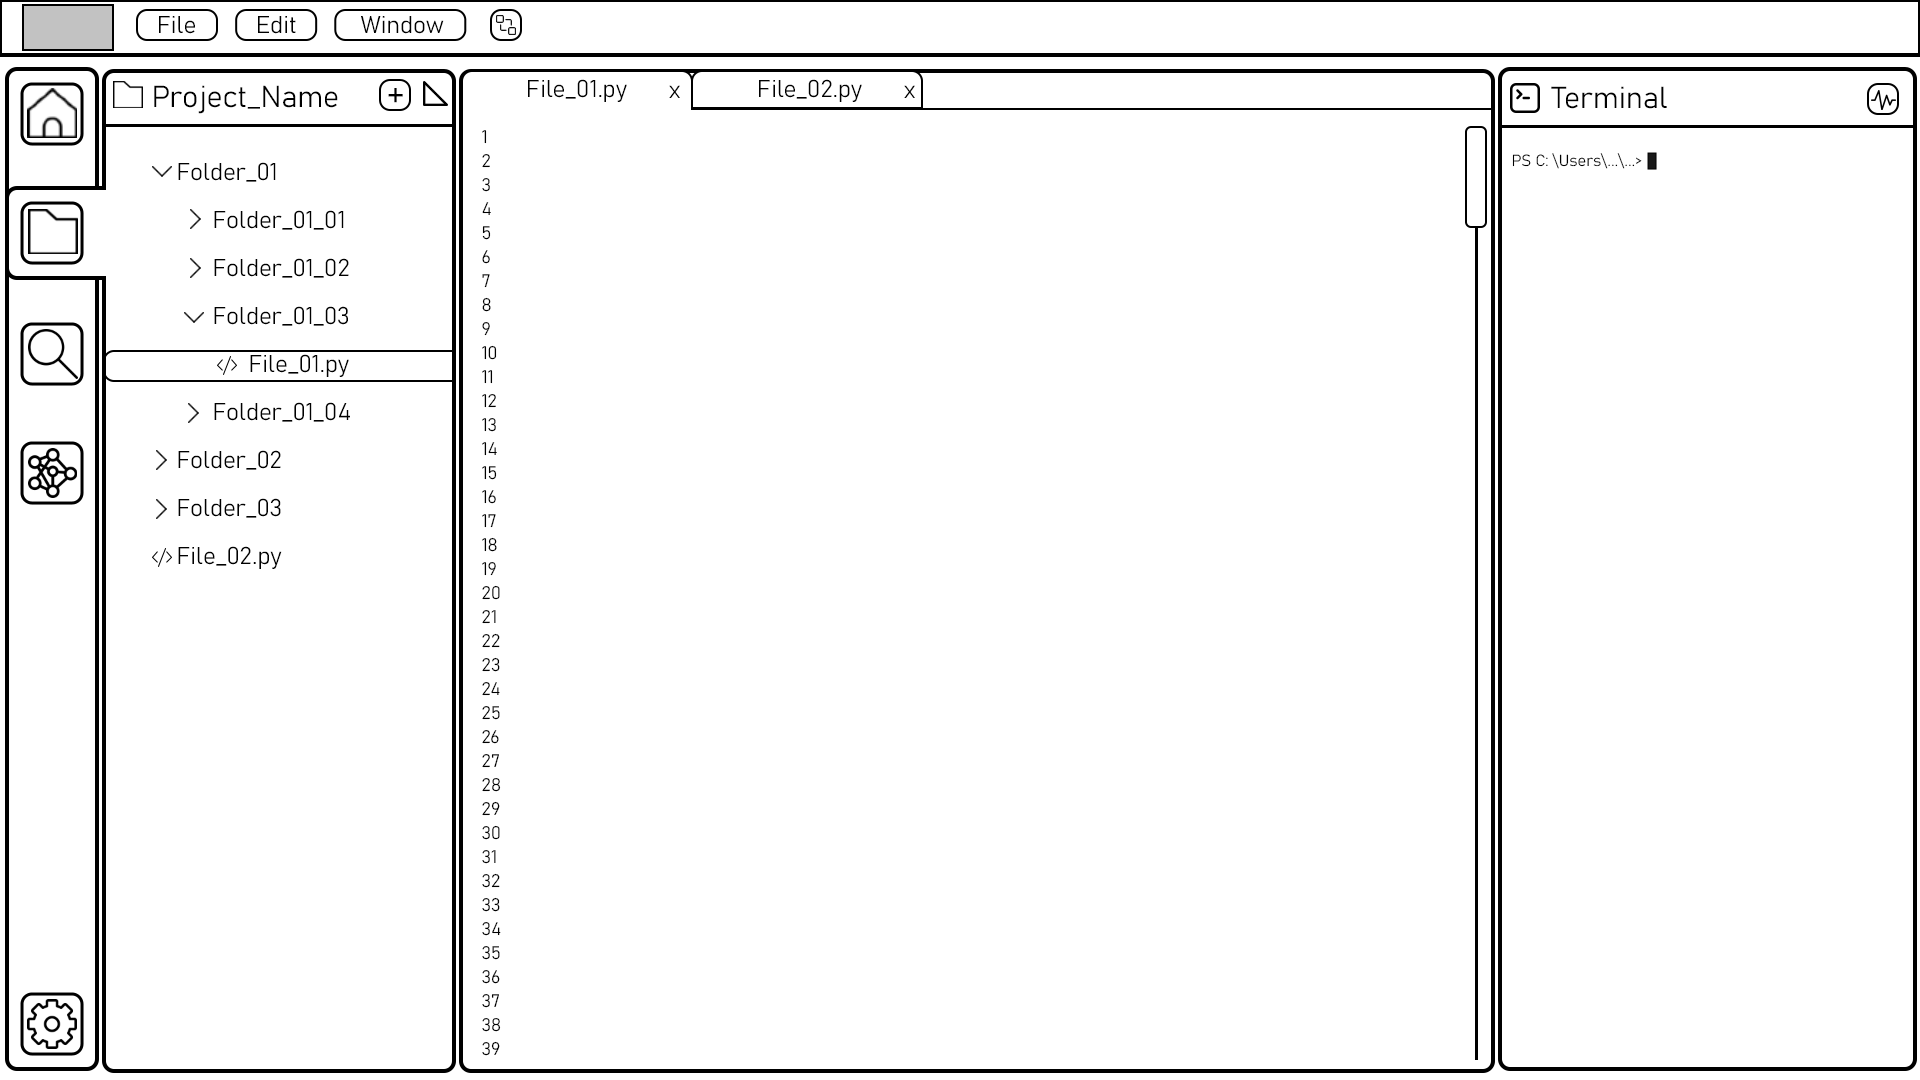 File Edit Window
Project_Name
Folder_01
Folder_01_01
Folder_01_02
Folder_01_03
</> File_01.py
Folder_01_04
Folder_02
Folder_03
</> File_02.py
File_01.py x File_02.py x
1
2
3
4
5
6
7
8
9
10
11
12
13
14
15
16
17
18
19
20
21
22
23
24
25
26
27
28
29
30
31
32
33
34
35
36
37
38
39
Terminal
PS C: \Users\...\...>